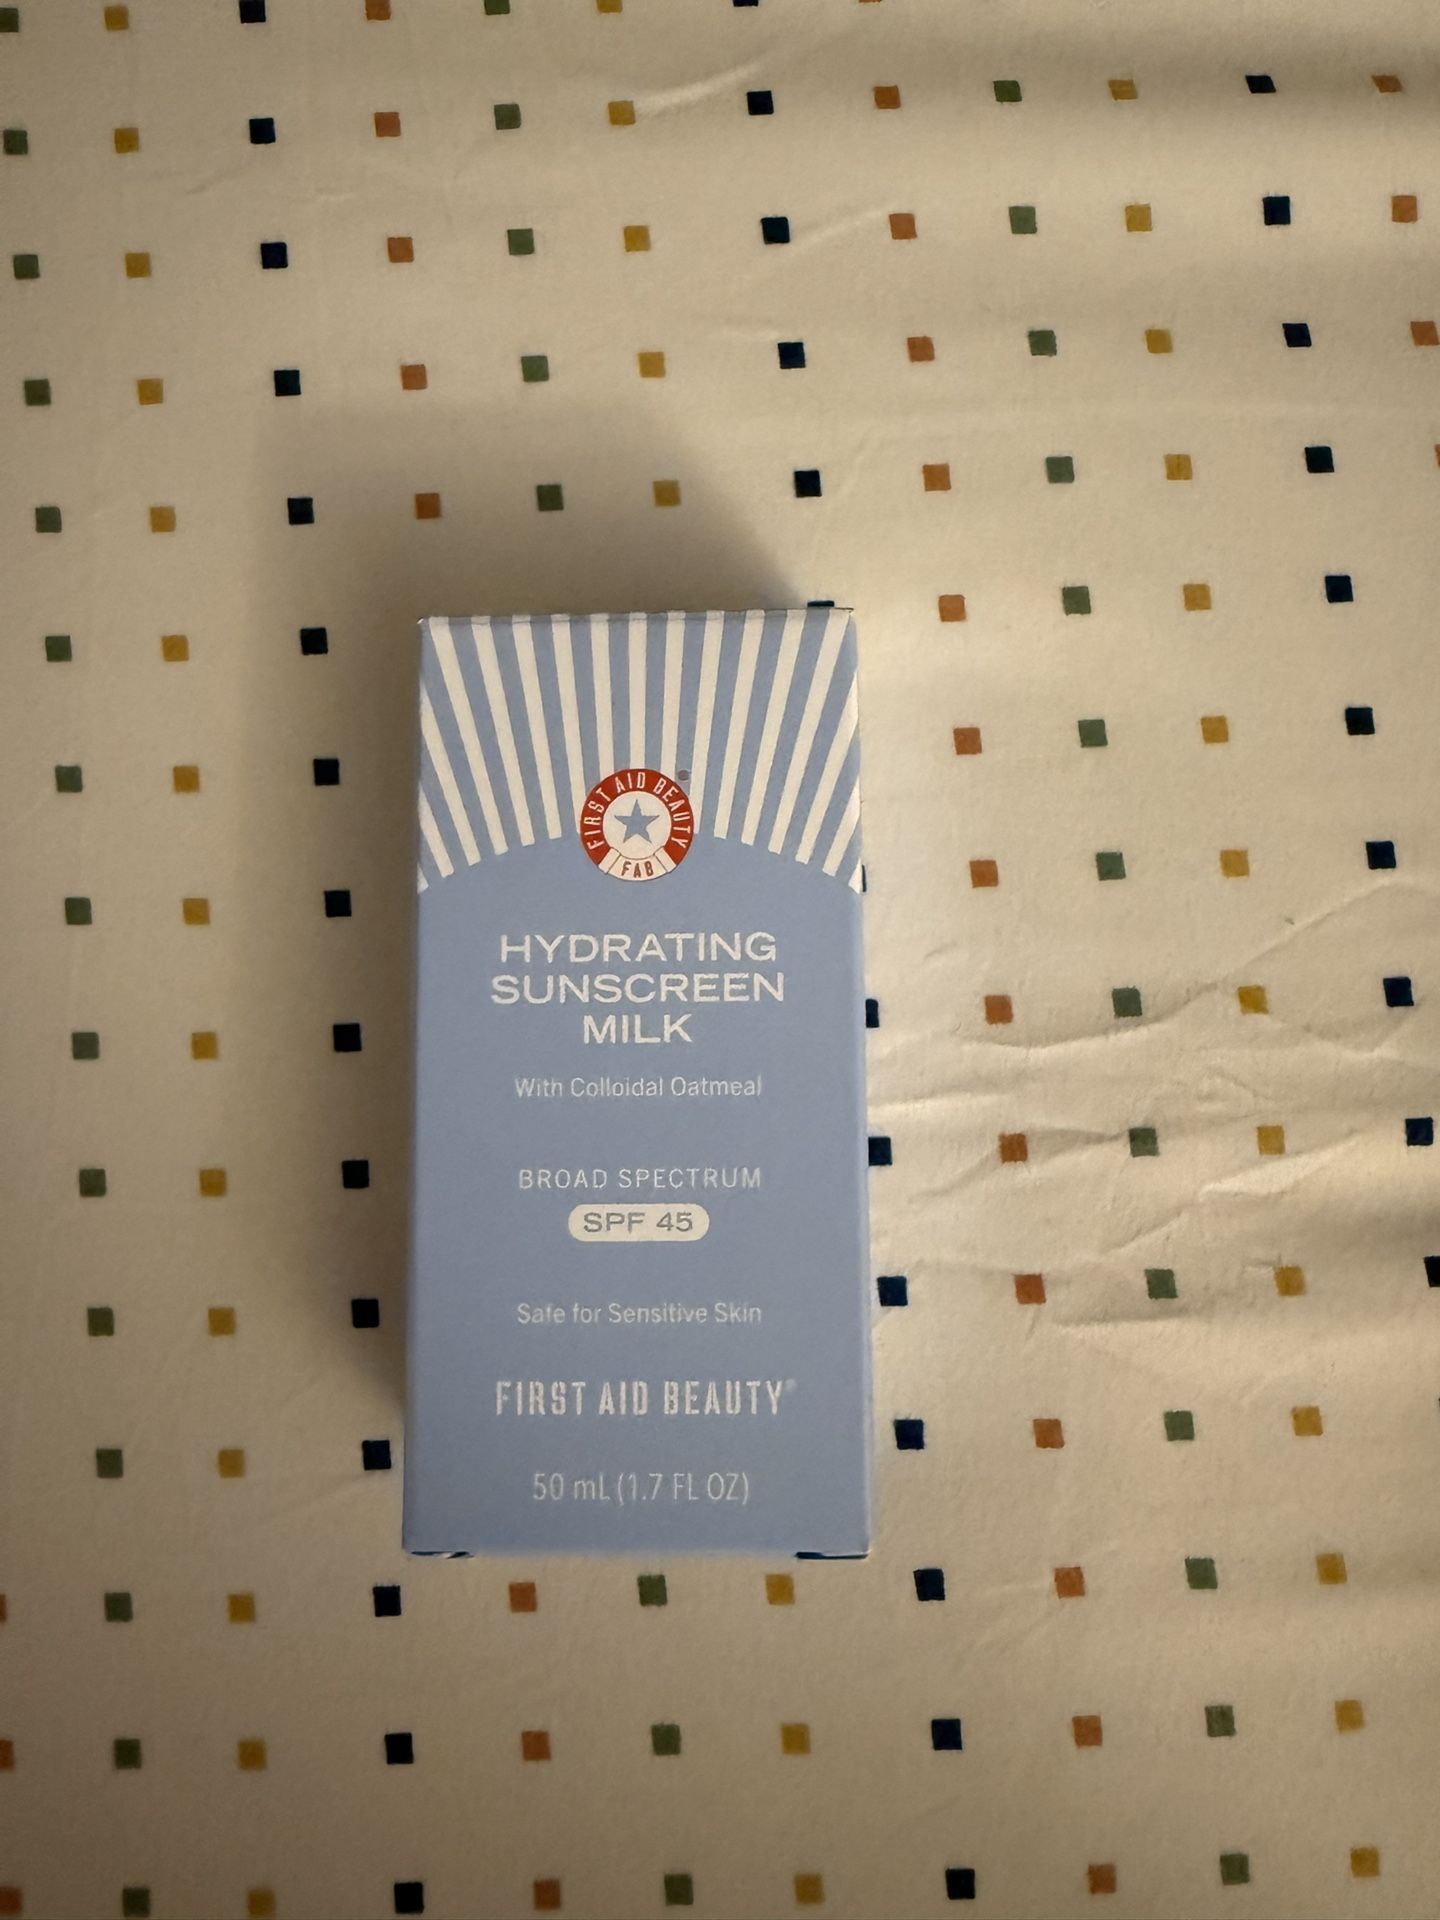 FIRST AID BEAUTY
FAB
HYDRATING
SUNSCREEN
MILK
With Colloidal Oatmeal
BROAD SPECTRUM
SPF 45
Safe for Sensitive Skin
FIRST AID BEAUTY®
50 mL (1.7 FL OZ)